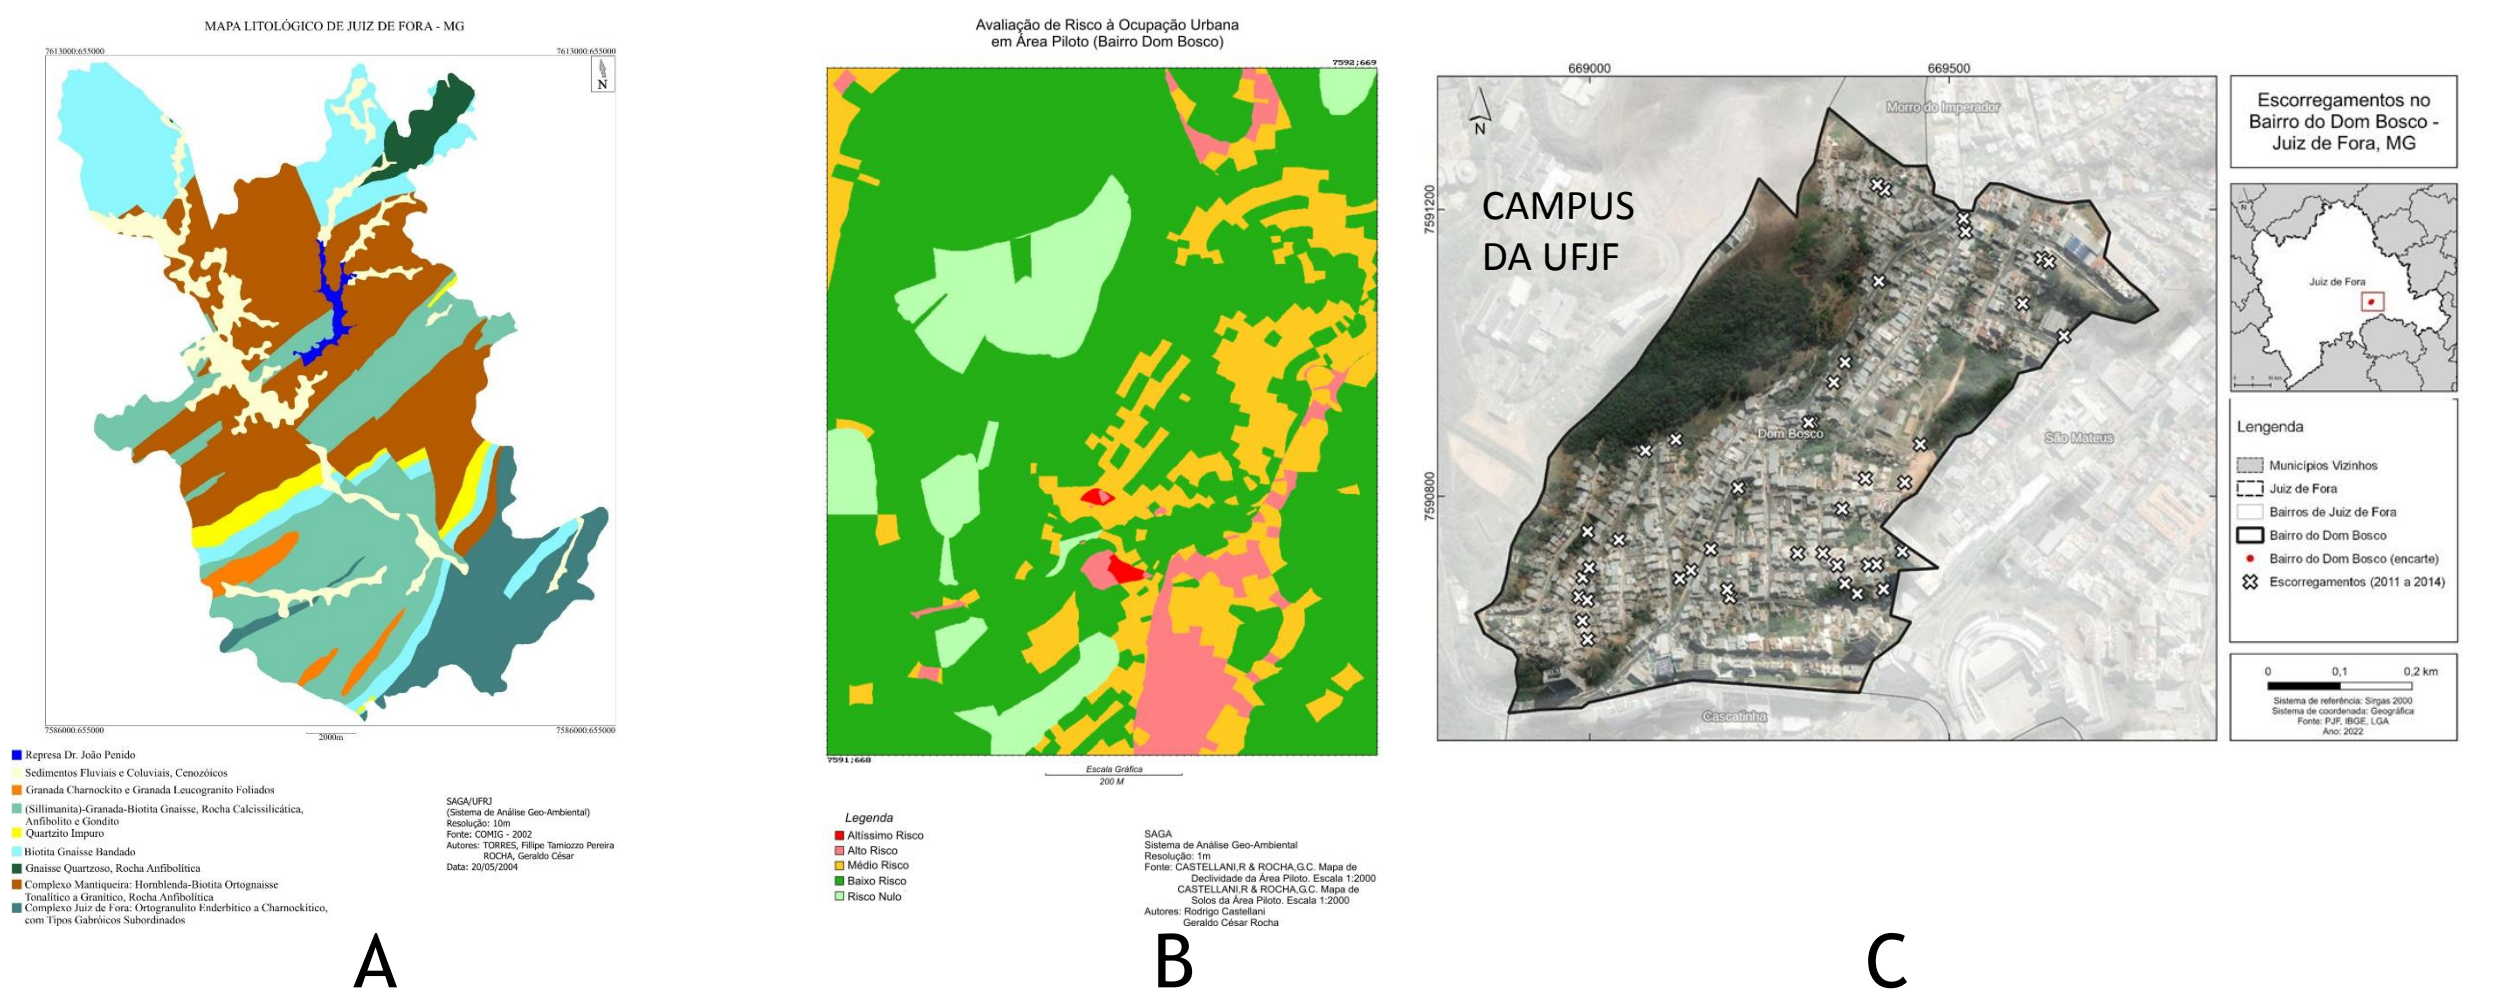 MAPA LITOLÓGICO DE JUIZ DE FORA - MG
7613000:655000
7613000:655000
N
7586000:655000
7586000:655000
2000m
Represa Dr. João Penido
Sedimentos Fluviais e Coluviais, Cenozóicos
Granada Charnockito e Granada Leucogranito Foliados
(Sillimanita)-Granada-Biotita Gnaisse, Rocha Calcissilicática,
Anfibolito e Gondito
Quartzito Impuro
Biotita Gnaisse Bandado
Gnaisse Quartzoso, Rocha Anfibolítica
Complexo Mantiqueira: Hornblenda-Biotita Ortognaisse
Tonalítico a Granítico, Rocha Anfibolítica
Complexo Juiz de Fora: Ortogranulito Enderbítico a Charnockítico,
com Tipos Gabróicos Subordinados
SAGA/UFRJ
(Sistema de Análise Geo-Ambiental)
Resolução: 10m
Fonte: COMIG - 2002
Autores: TORRES, Fillipe Tamiozzo Pereira
ROCHA, Geraldo César
Data: 20/05/2004
A
Avaliação de Risco à Ocupação Urbana
em Área Piloto (Bairro Dom Bosco)
7592;669
7591;668
Escala Gráfica
200 M
Legenda
Altíssimo Risco
Alto Risco
Médio Risco
Baixo Risco
Risco Nulo
SAGA
Sistema de Análise Geo-Ambiental
Resolução: 1m
Fonte: CASTELLANI,R & ROCHA,G.C. Mapa de
Declividade da Área Piloto. Escala 1:2000
CASTELLANI,R & ROCHA,G.C. Mapa de
Solos da Área Piloto. Escala 1:2000
Autores: Rodrigo Castellani
Geraldo César Rocha
B
669000
669500
7591200
7590800
N
CAMPUS
DA UFJF
Morro do Imperador
Dom Bosco
São Mateus
Cascatinha
Escorregamentos no
Bairro do Dom Bosco -
Juiz de Fora, MG
N
Juiz de Fora
Lengenda
Municípios Vizinhos
Juiz de Fora
Bairros de Juiz de Fora
Bairro do Dom Bosco
Bairro do Dom Bosco (encarte)
Escorregamentos (2011 a 2014)
0 0,1 0,2 km
Sistema de referência: Sirgas 2000
Sistema de coordenada: Geográfica
Fonte: PJF, IBGE, LGA
Ano: 2022
C